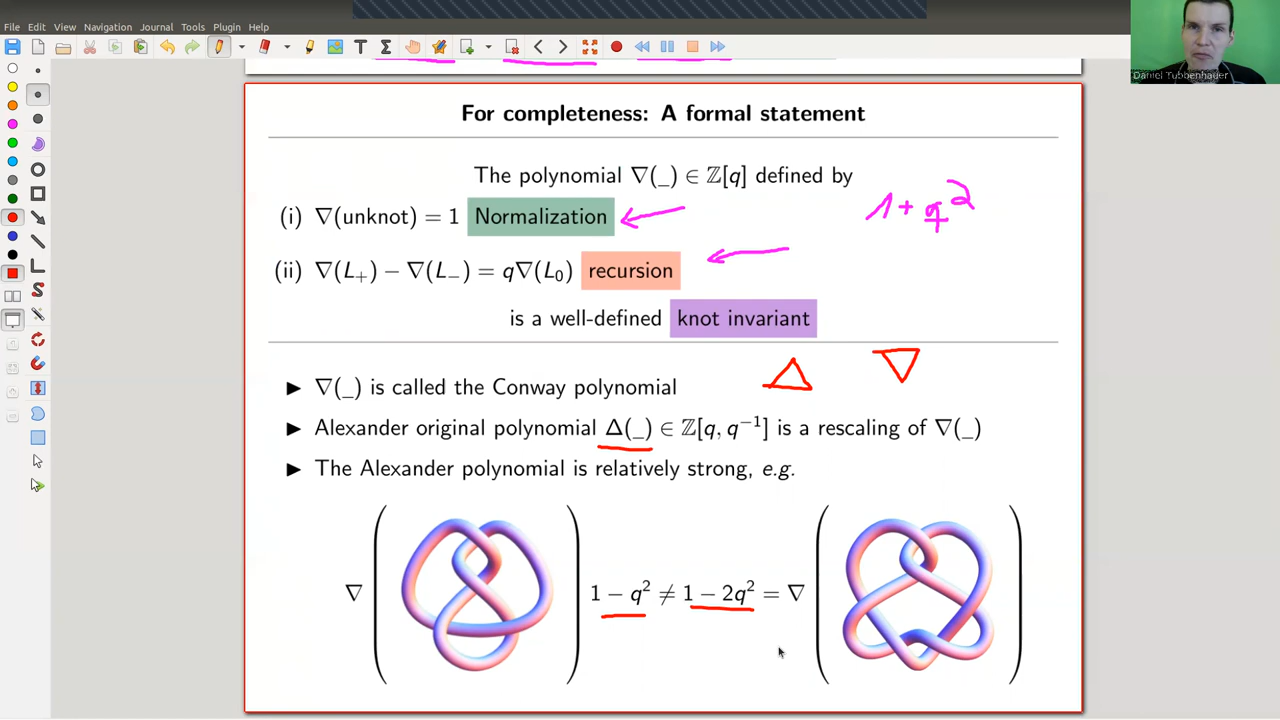 File Edit View Navigation Journal Tools Plugin Help
T Σ
Daniel Tubbenhauer
For completeness: A formal statement
The polynomial ∇(_) ∈ ℤ[q] defined by
(i) ∇(unknot) = 1 Normalization
1 + q²
(ii) ∇(L₊) − ∇(L₋) = q∇(L₀) recursion
is a well-defined knot invariant
Δ ∇
► ∇(_) is called the Conway polynomial
► Alexander original polynomial Δ(_) ∈ ℤ[q, q⁻¹] is a rescaling of ∇(_)
► The Alexander polynomial is relatively strong, e.g.
∇ ( ) 1 − q² ≠ 1 − 2q² = ∇ ( )